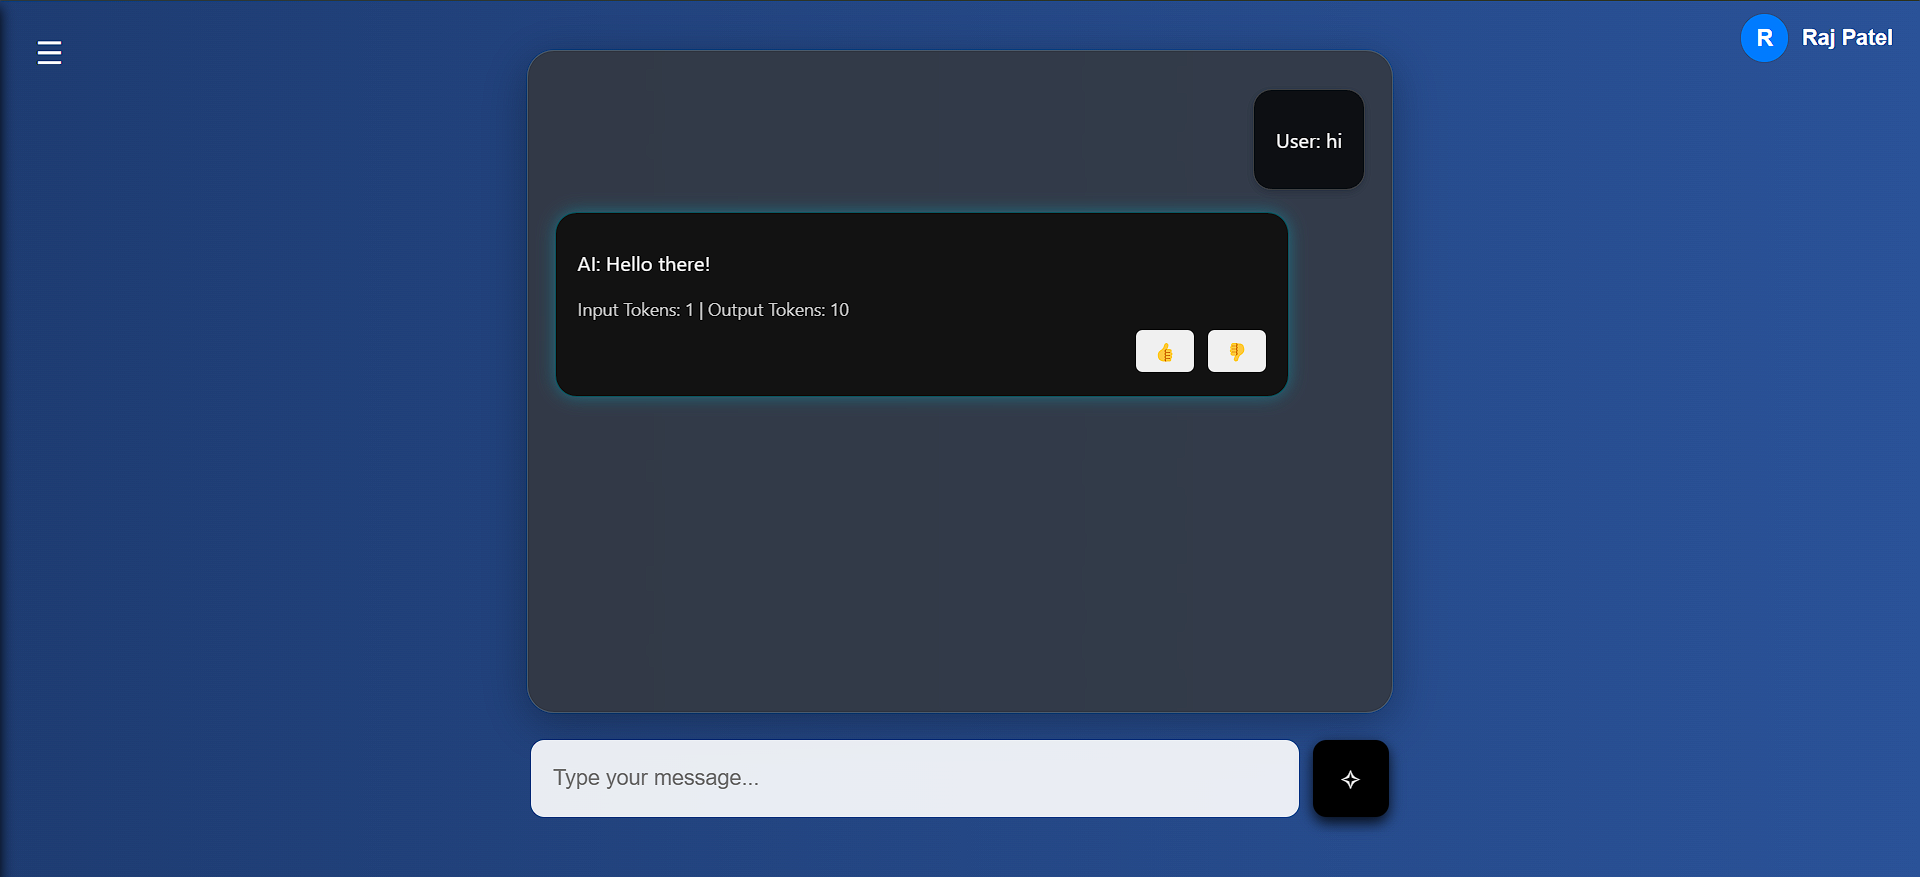 R Raj Patel
User: hi
AI: Hello there!
Input Tokens: 1 | Output Tokens: 10
Type your message...